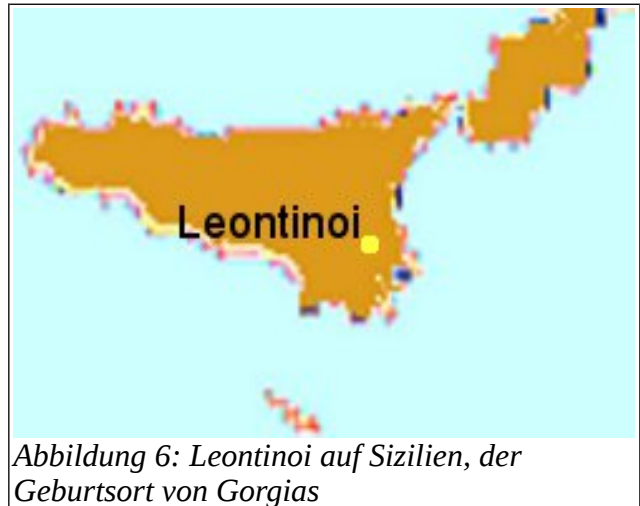 Leontinoi
Abbildung 6: Leontinoi auf Sizilien, der
Geburtsort von Gorgias